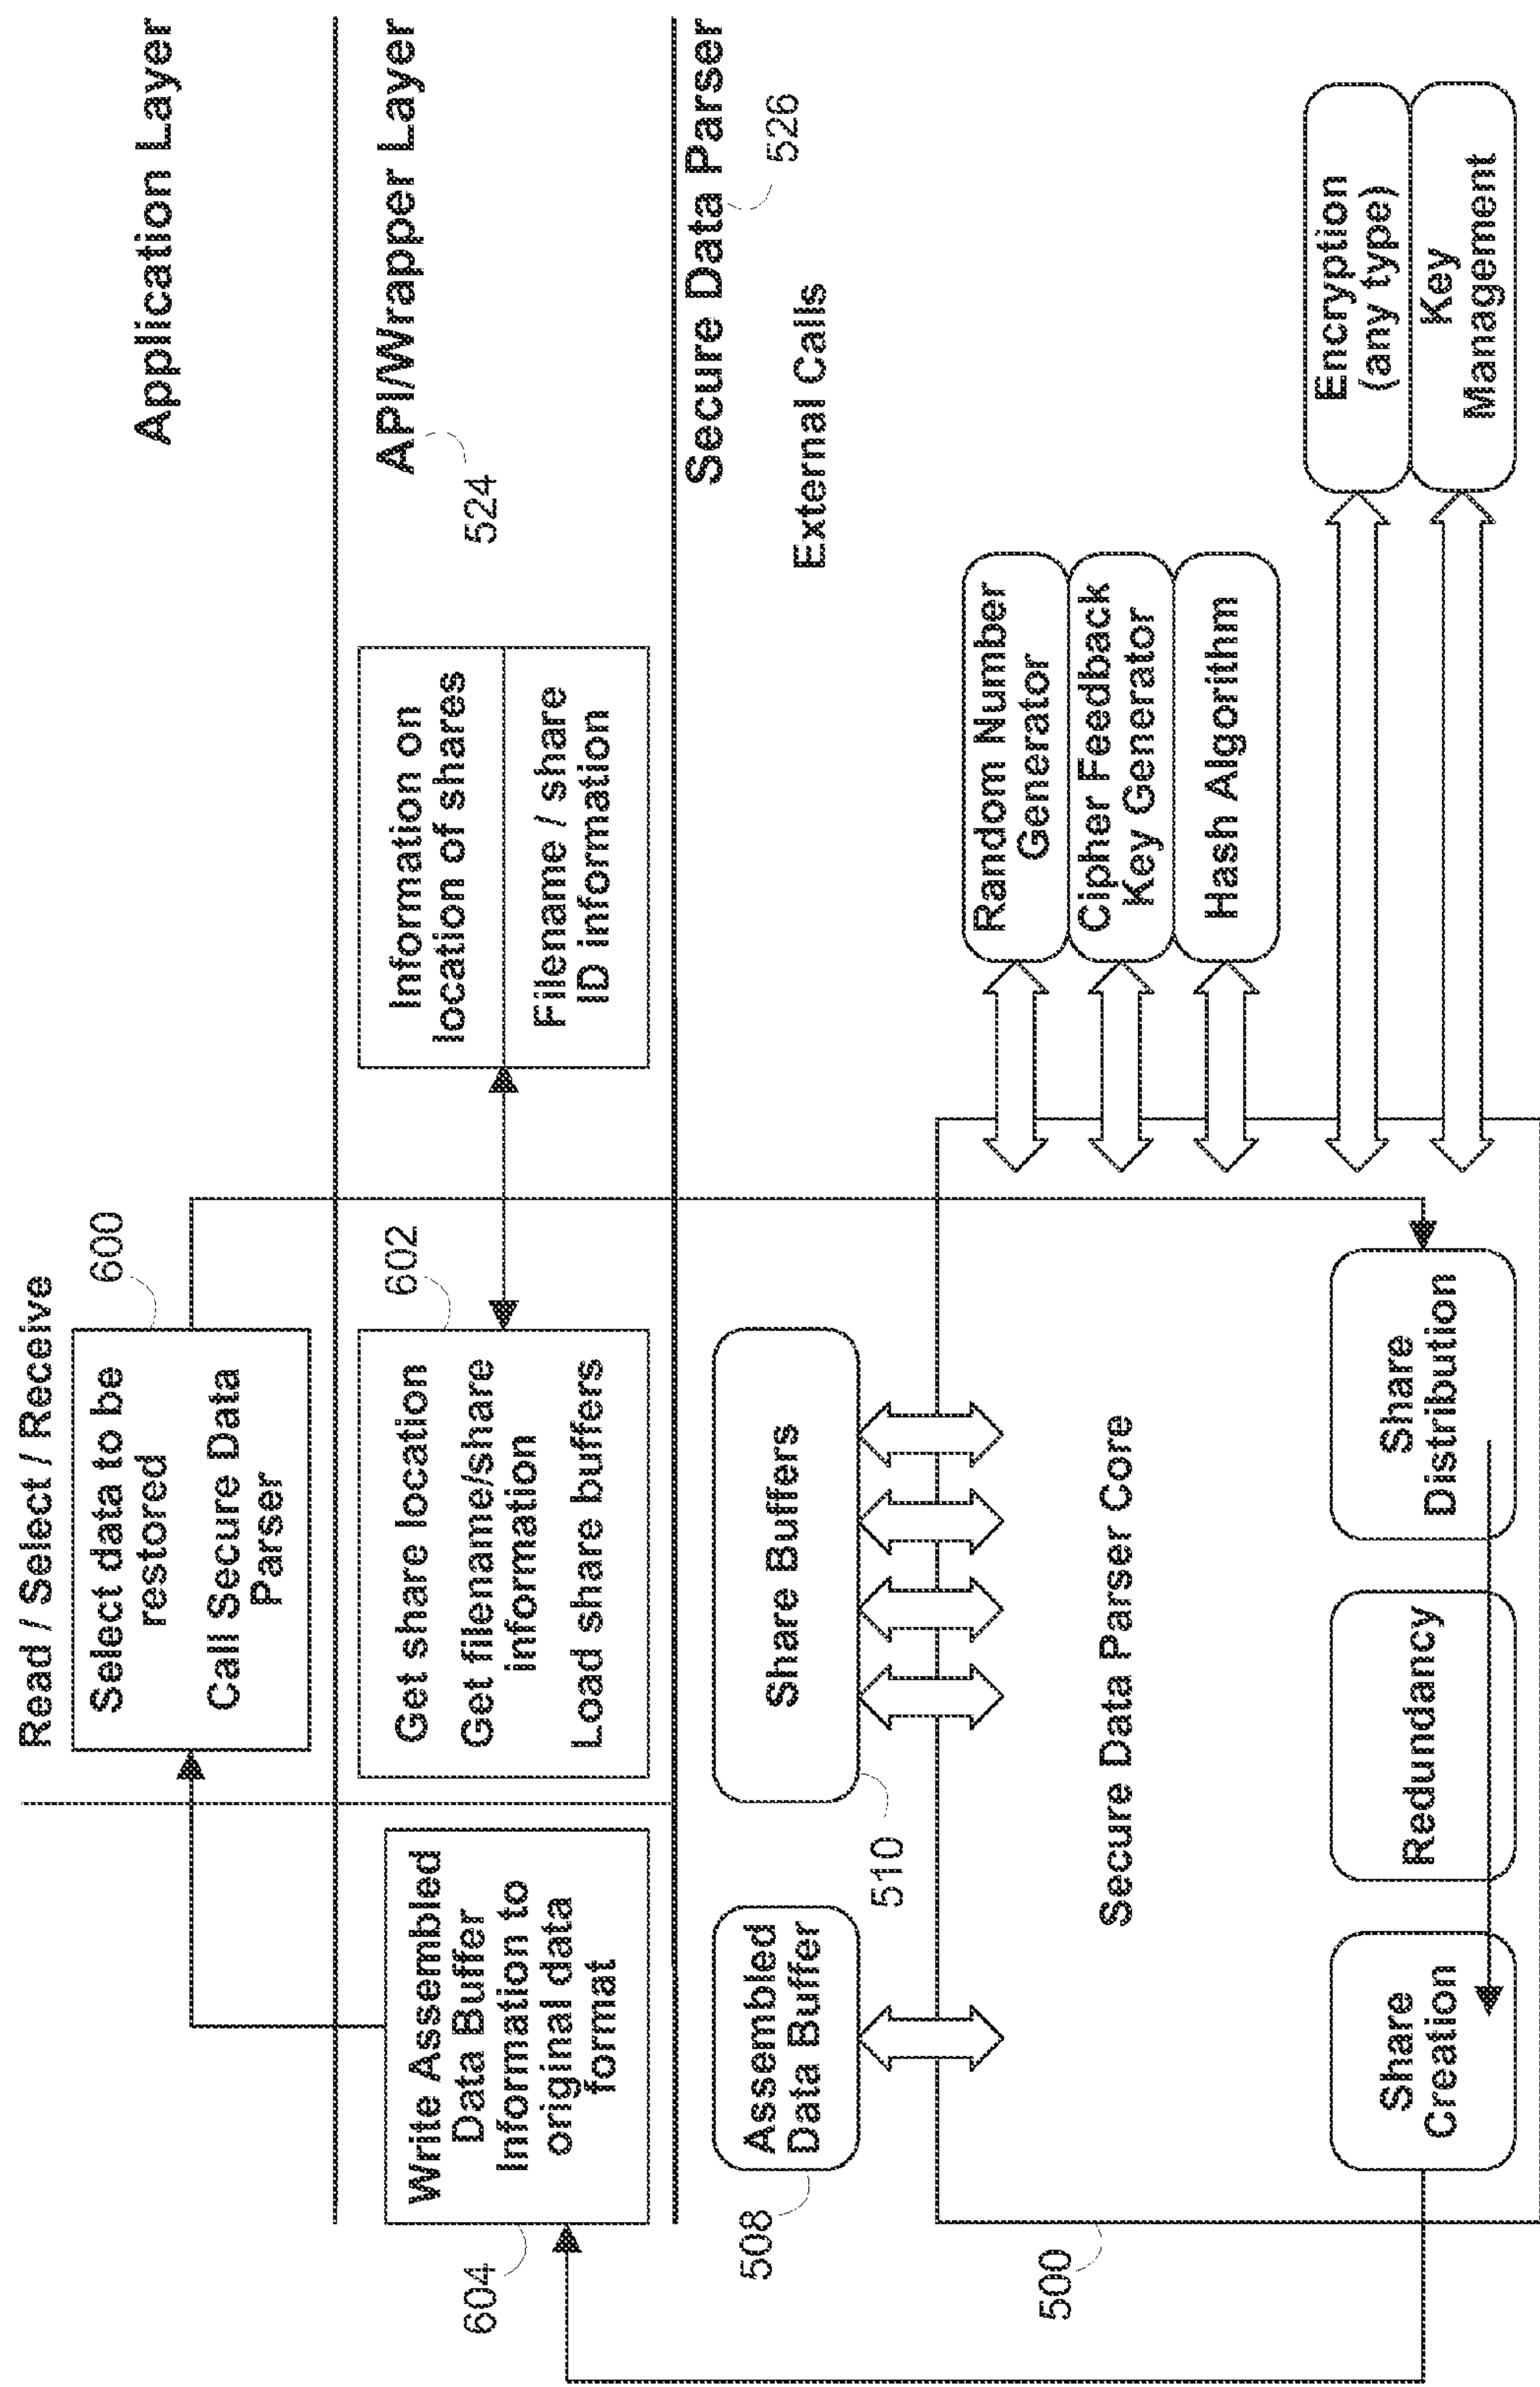 Read / Select / Receive
Application Layer
600
Select data to be
restored
Call Secure Data
Parser
API/Wrapper Layer
524
604
Write Assembled
Data Buffer
Information to
original data
format
602
Get share location
Get filename/share
information
Load share buffers
Information on
location of shares
Filename / share
ID information
Secure Data Parser
526
External Calls
508
Assembled
Data Buffer
510
Share Buffers
500
Secure Data Parser Core
Share
Creation
Redundancy
Share
Distribution
Random Number
Generator
Cipher Feedback
Key Generator
Hash Algorithm
Encryption
(any type)
Key
Management